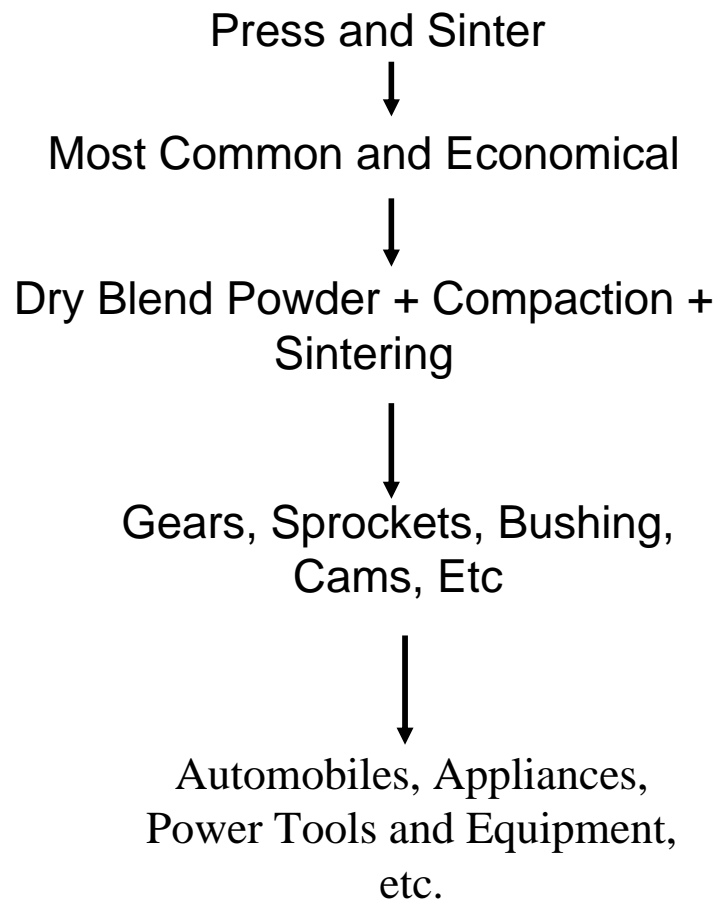 Press and Sinter
Most Common and Economical
Dry Blend Powder + Compaction +
Sintering
Gears, Sprockets, Bushing,
Cams, Etc
Automobiles, Appliances,
Power Tools and Equipment,
etc.